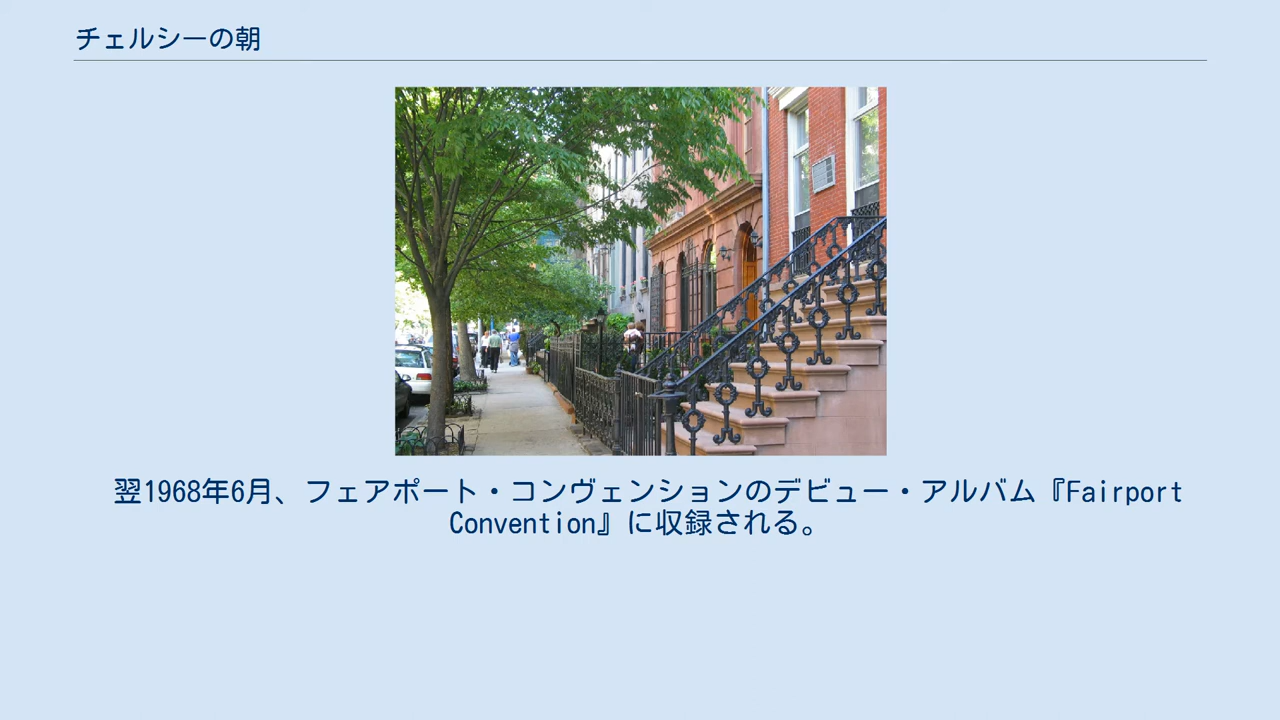 チェルシーの朝
翌1968年6月、フェアポート・コンヴェンションのデビュー・アルバム『Fairport
Convention』に収録される。